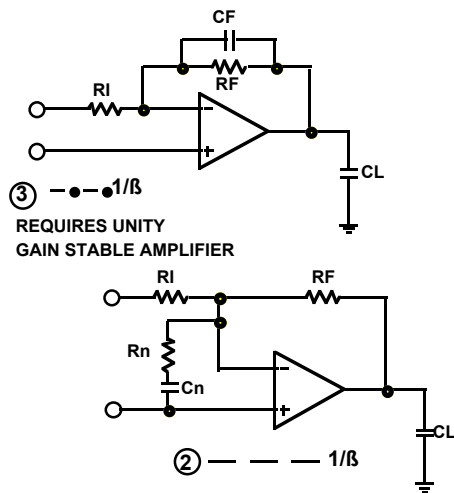 CF
RF
RI
−
+
CL
③ 1/ß
REQUIRES UNITY
GAIN STABLE AMPLIFIER
RI
RF
Rn
Cn
−
+
CL
② 1/ß